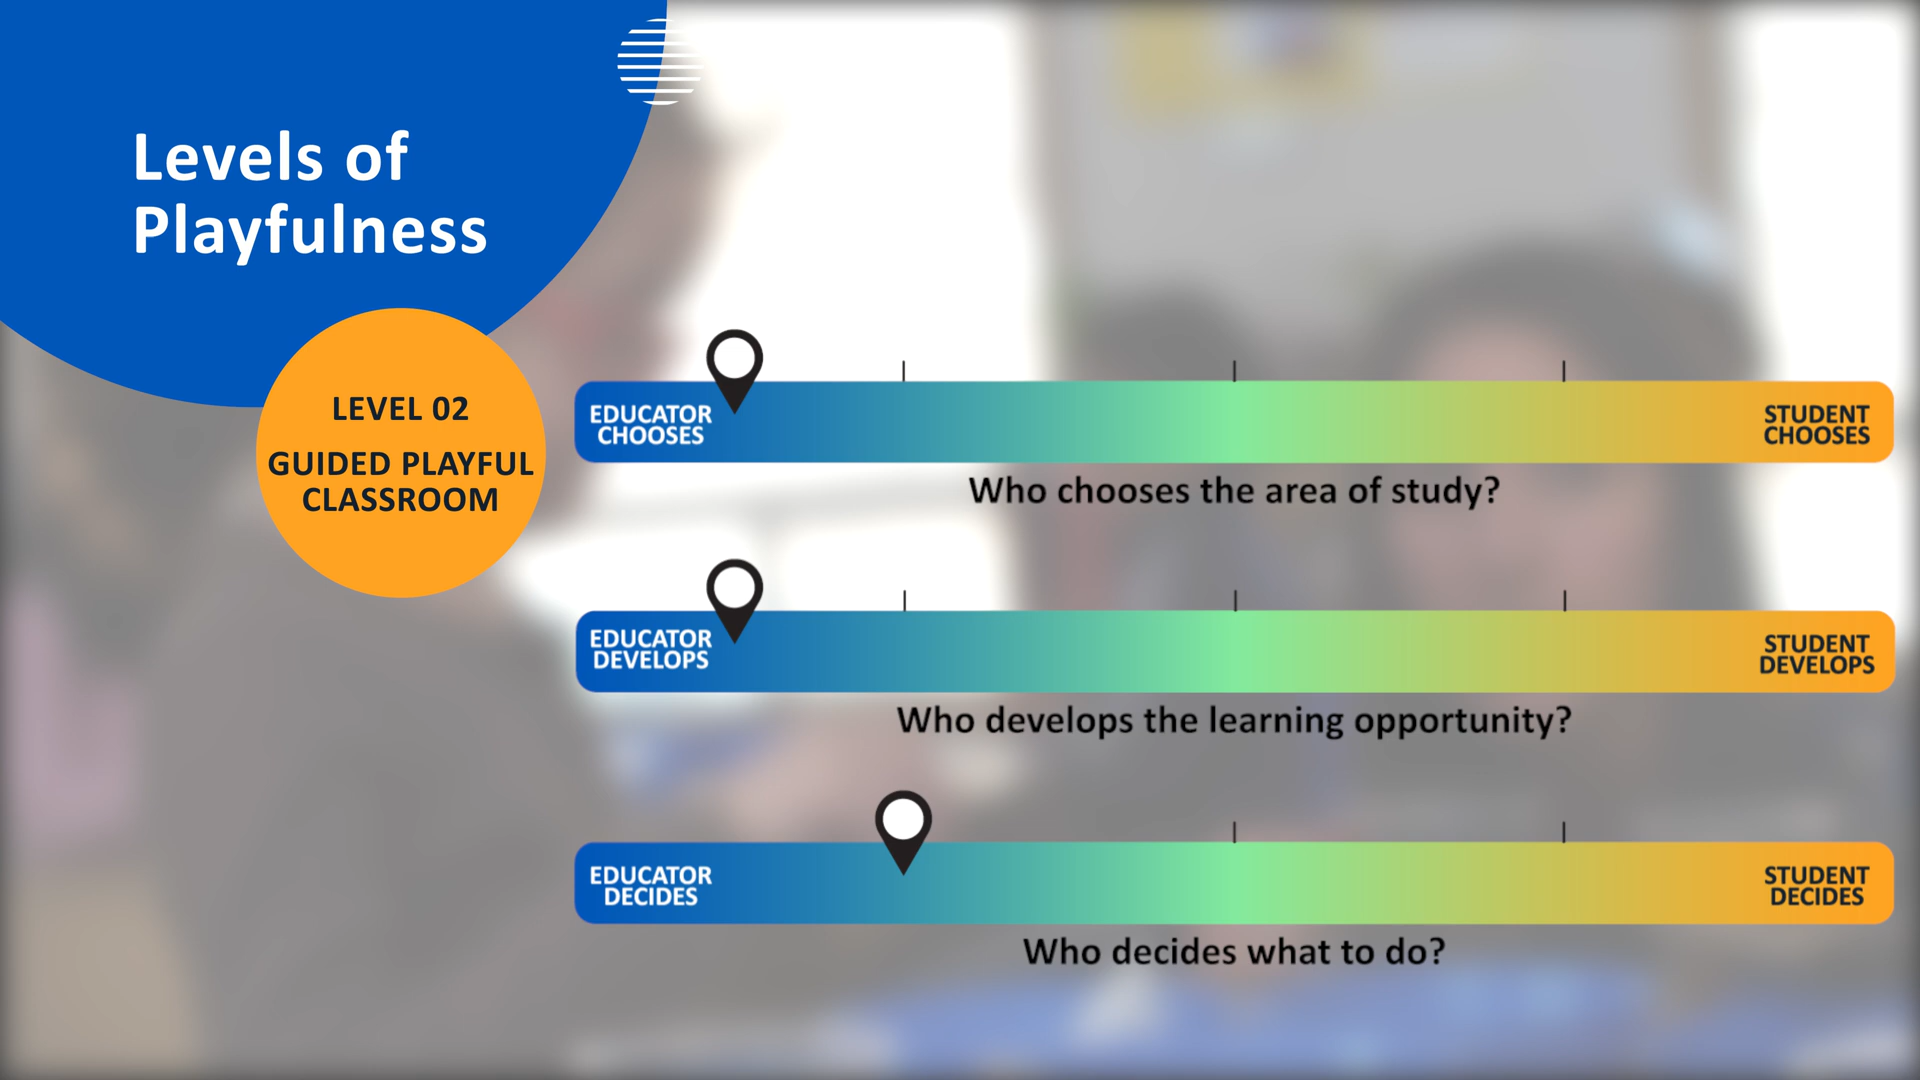 Levels of
Playfulness
LEVEL 02
GUIDED PLAYFUL
CLASSROOM
EDUCATOR
CHOOSES
STUDENT
CHOOSES
Who chooses the area of study?
EDUCATOR
DEVELOPS
STUDENT
DEVELOPS
Who develops the learning opportunity?
EDUCATOR
DECIDES
STUDENT
DECIDES
Who decides what to do?